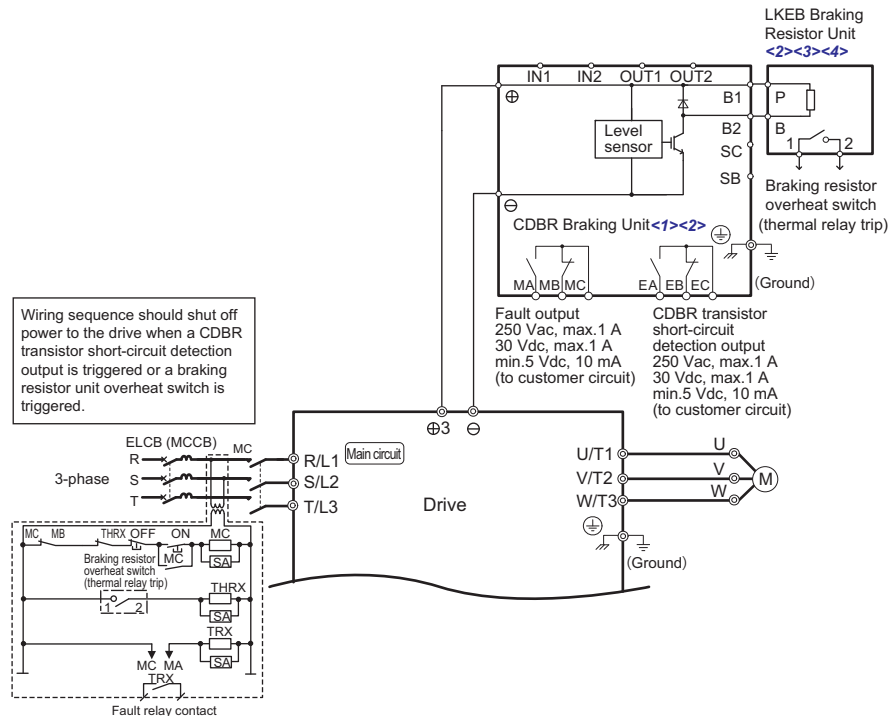 LKEB Braking
Resistor Unit
<2><3><4>
IN1 IN2 OUT1 OUT2
⊕
B1
P
Level
sensor
B2
B
1 2
SC
SB
⊖
CDBR Braking Unit<1><2>
Braking resistor
overheat switch
(thermal relay trip)
MA MB MC
EA EB EC
(Ground)
Fault output
250 Vac, max.1 A
30 Vdc, max.1 A
min.5 Vdc, 10 mA
(to customer circuit)
CDBR transistor
short-circuit
detection output
250 Vac, max.1 A
30 Vdc, max.1 A
min.5 Vdc, 10 mA
(to customer circuit)
Wiring sequence should shut off
power to the drive when a CDBR
transistor short-circuit detection
output is triggered or a braking
resistor unit overheat switch is
triggered.
⊕3 ⊖
ELCB (MCCB)
MC
3-phase
R
S
T
R/L1
S/L2
T/L3
Main circuit
Drive
U/T1
V/T2
W/T3
U
V
W
M
(Ground)
MC MB THRX OFF ON MC
MC
SA
Braking resistor
overheat switch
(thermal relay trip)
1 2
THRX
SA
TRX
SA
MC MA
TRX
Fault relay contact